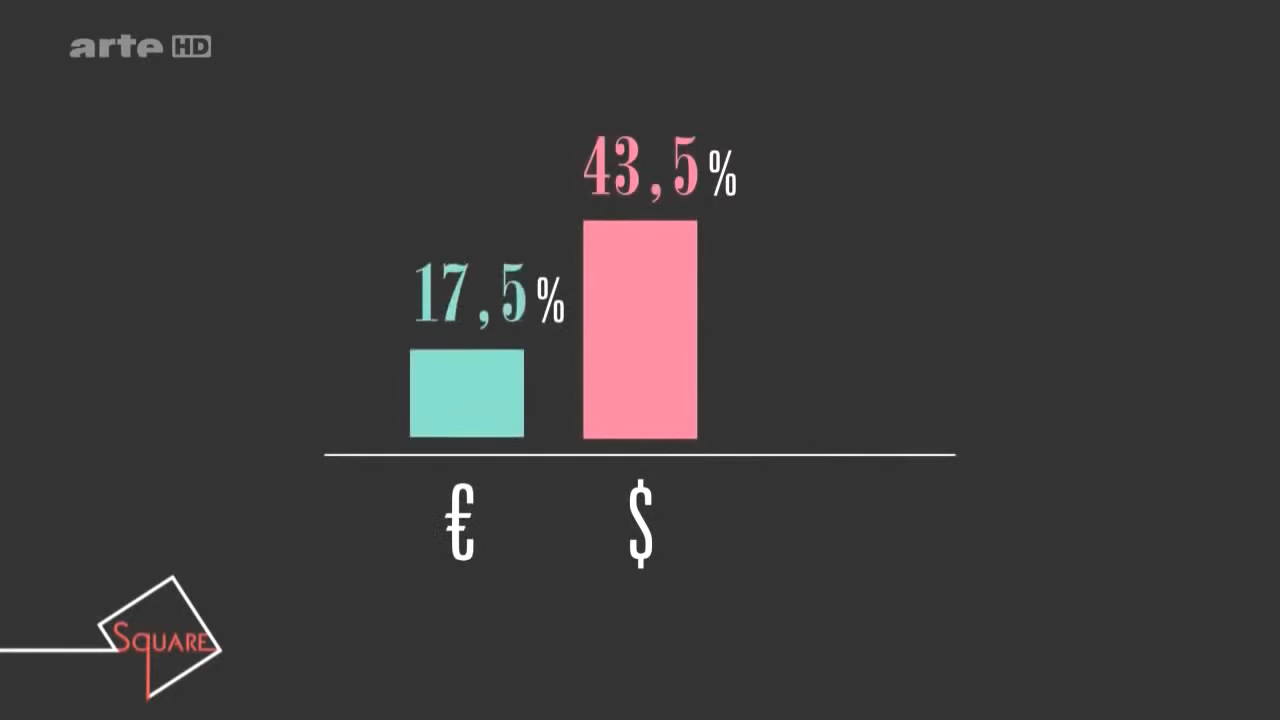 arte HD
43,5%
17,5%
€ $
SQUARE